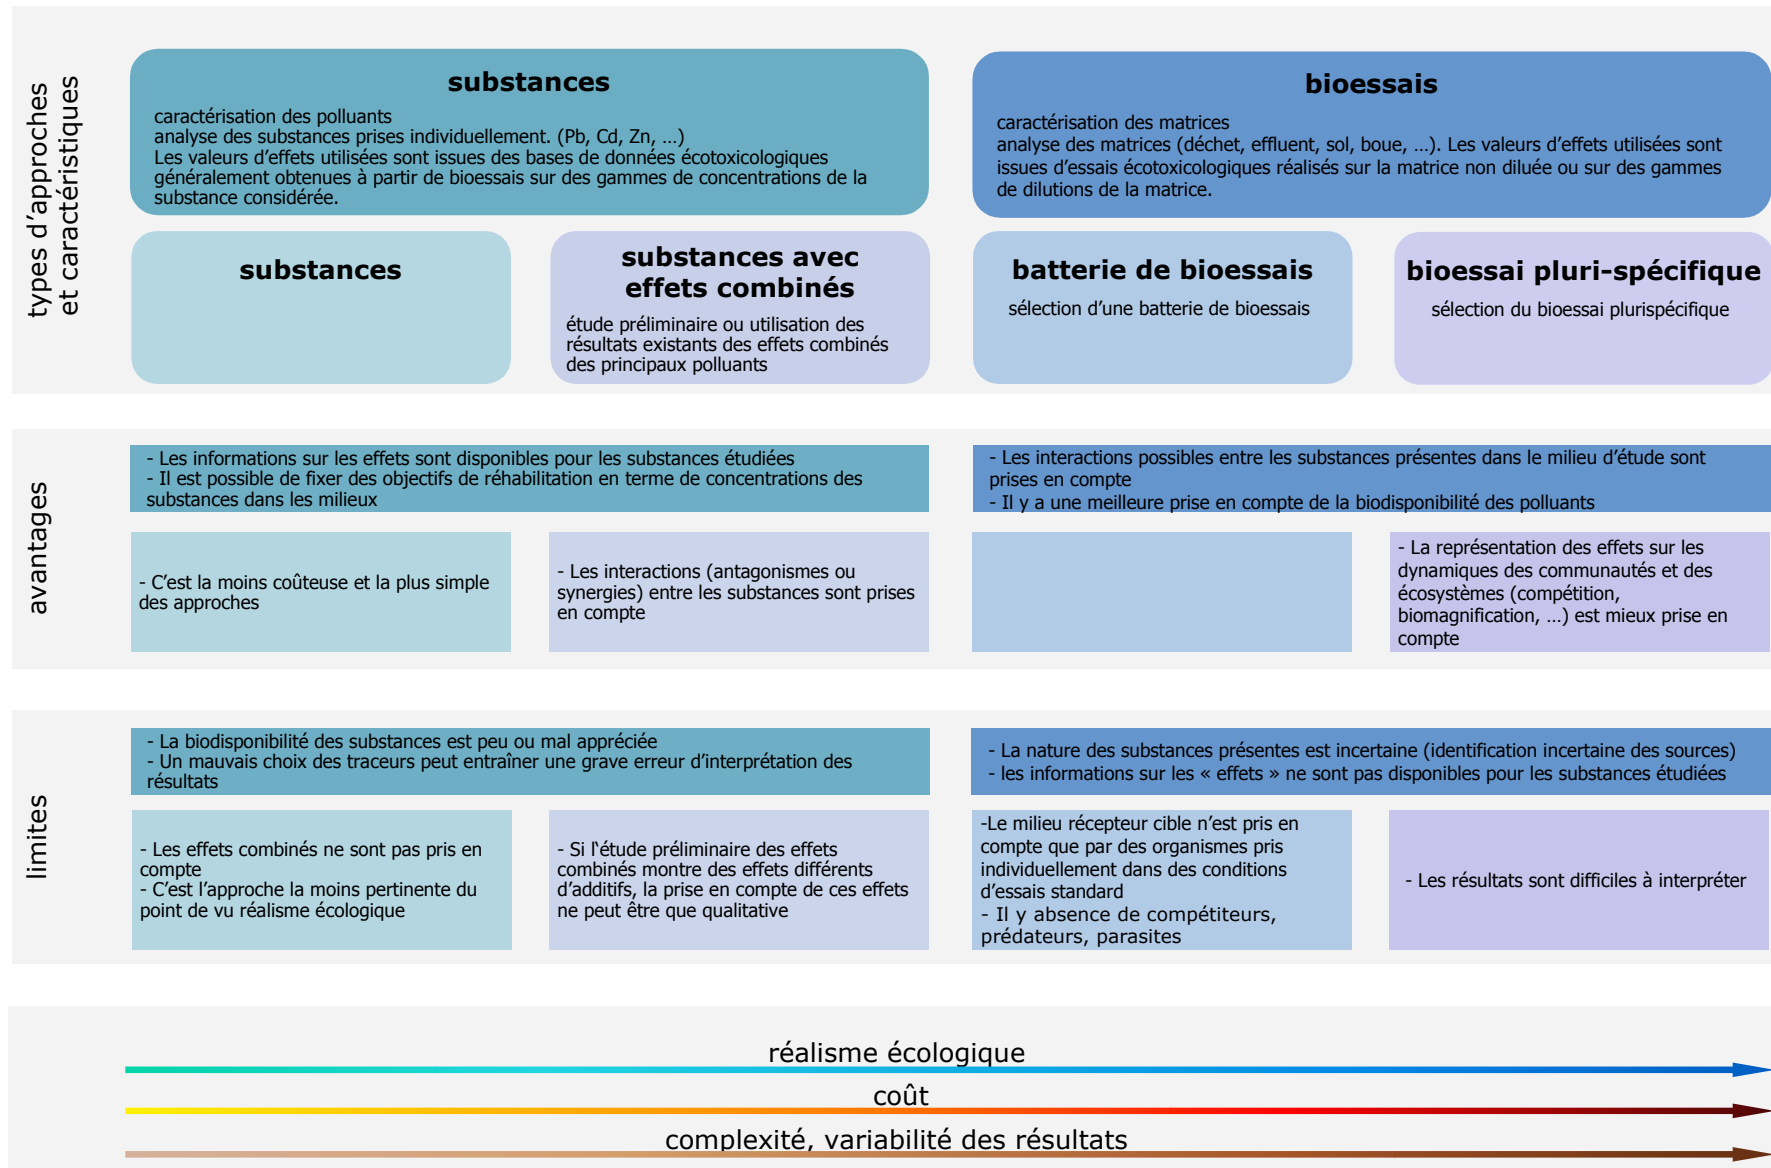 types d'approches
et caractéristiques
substances
caractérisation des polluants
analyse des substances prises individuellement. (Pb, Cd, Zn, …)
Les valeurs d'effets utilisées sont issues des bases de données écotoxicologiques
généralement obtenues à partir de bioessais sur des gammes de concentrations de la
substance considérée.
bioessais
caractérisation des matrices
analyse des matrices (déchet, effluent, sol, boue, …). Les valeurs d'effets utilisées sont
issues d'essais écotoxicologiques réalisés sur la matrice non diluée ou sur des gammes
de dilutions de la matrice.
substances
substances avec
effets combinés
étude préliminaire ou utilisation des
résultats existants des effets combinés
des principaux polluants
batterie de bioessais
sélection d'une batterie de bioessais
bioessai pluri-spécifique
sélection du bioessai plurispécifique
avantages
- Les informations sur les effets sont disponibles pour les substances étudiées
- Il est possible de fixer des objectifs de réhabilitation en terme de concentrations des
substances dans les milieux
- Les interactions possibles entre les substances présentes dans le milieu d'étude sont
prises en compte
- Il y a une meilleure prise en compte de la biodisponibilité des polluants
- C'est la moins coûteuse et la plus simple
des approches
- Les interactions (antagonismes ou
synergies) entre les substances sont prises
en compte
- La représentation des effets sur les
dynamiques des communautés et des
écosystèmes (compétition,
biomagnification, …) est mieux prise en
compte
limites
- La biodisponibilité des substances est peu ou mal appréciée
- Un mauvais choix des traceurs peut entraîner une grave erreur d'interprétation des
résultats
- La nature des substances présentes est incertaine (identification incertaine des sources)
- les informations sur les « effets » ne sont pas disponibles pour les substances étudiées
- Les effets combinés ne sont pas pris en
compte
- C'est l'approche la moins pertinente du
point de vu réalisme écologique
- Si l'étude préliminaire des effets
combinés montre des effets différents
d'additifs, la prise en compte de ces effets
ne peut être que qualitative
-Le milieu récepteur cible n'est pris en
compte que par des organismes pris
individuellement dans des conditions
d'essais standard
- Il y absence de compétiteurs,
prédateurs, parasites
- Les résultats sont difficiles à interpréter
réalisme écologique
coût
complexité, variabilité des résultats